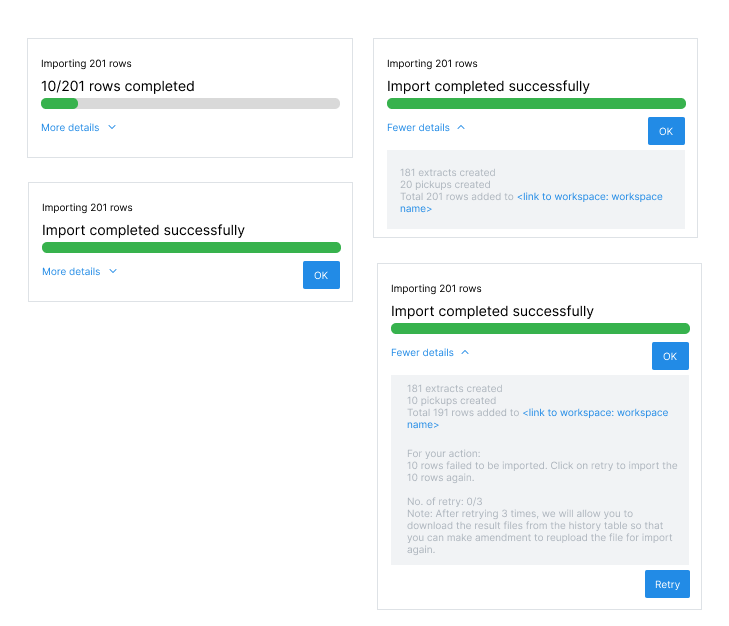 Importing 201 rows
10/201 rows completed
More details
Importing 201 rows
Import completed successfully
More details
OK
Importing 201 rows
Import completed successfully
Fewer details
OK
181 extracts created
20 pickups created
Total 201 rows added to <link to workspace: workspace
name>
Importing 201 rows
Import completed successfully
Fewer details
OK
181 extracts created
10 pickups created
Total 191 rows added to <link to workspace: workspace
name>
For your action:
10 rows failed to be imported. Click on retry to import the
10 rows again.
No. of retry: 0/3
Note: After retrying 3 times, we will allow you to
download the result files from the history table so that
you can make amendment to reupload the file for import
again.
Retry